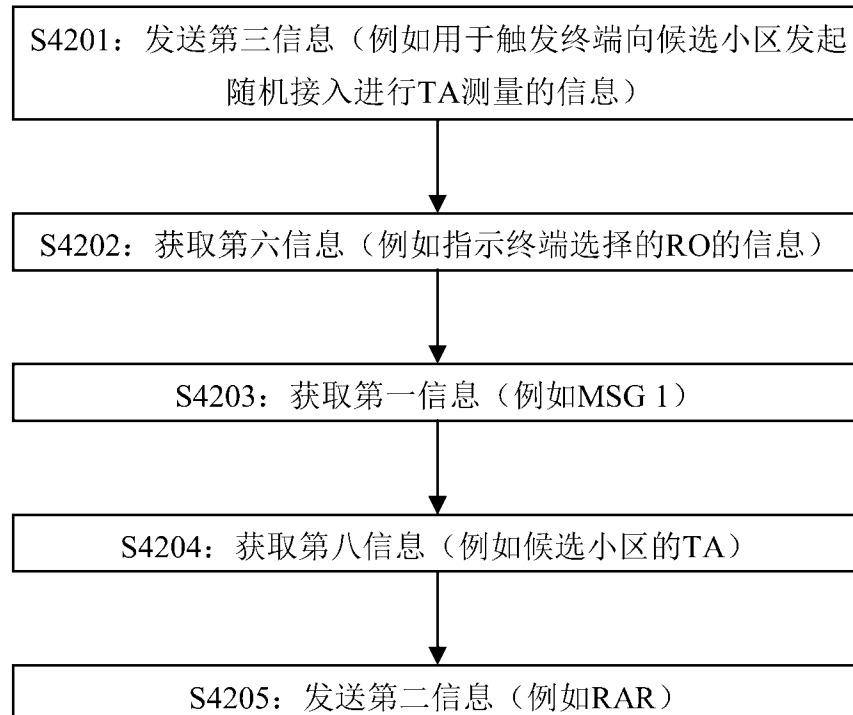 S4201：发送第三信息（例如用于触发终端向候选小区发起
随机接入进行TA测量的信息）
S4202：获取第六信息（例如指示终端选择的RO的信息）
S4203：获取第一信息（例如MSG 1）
S4204：获取第八信息（例如候选小区的TA）
S4205：发送第二信息（例如RAR）